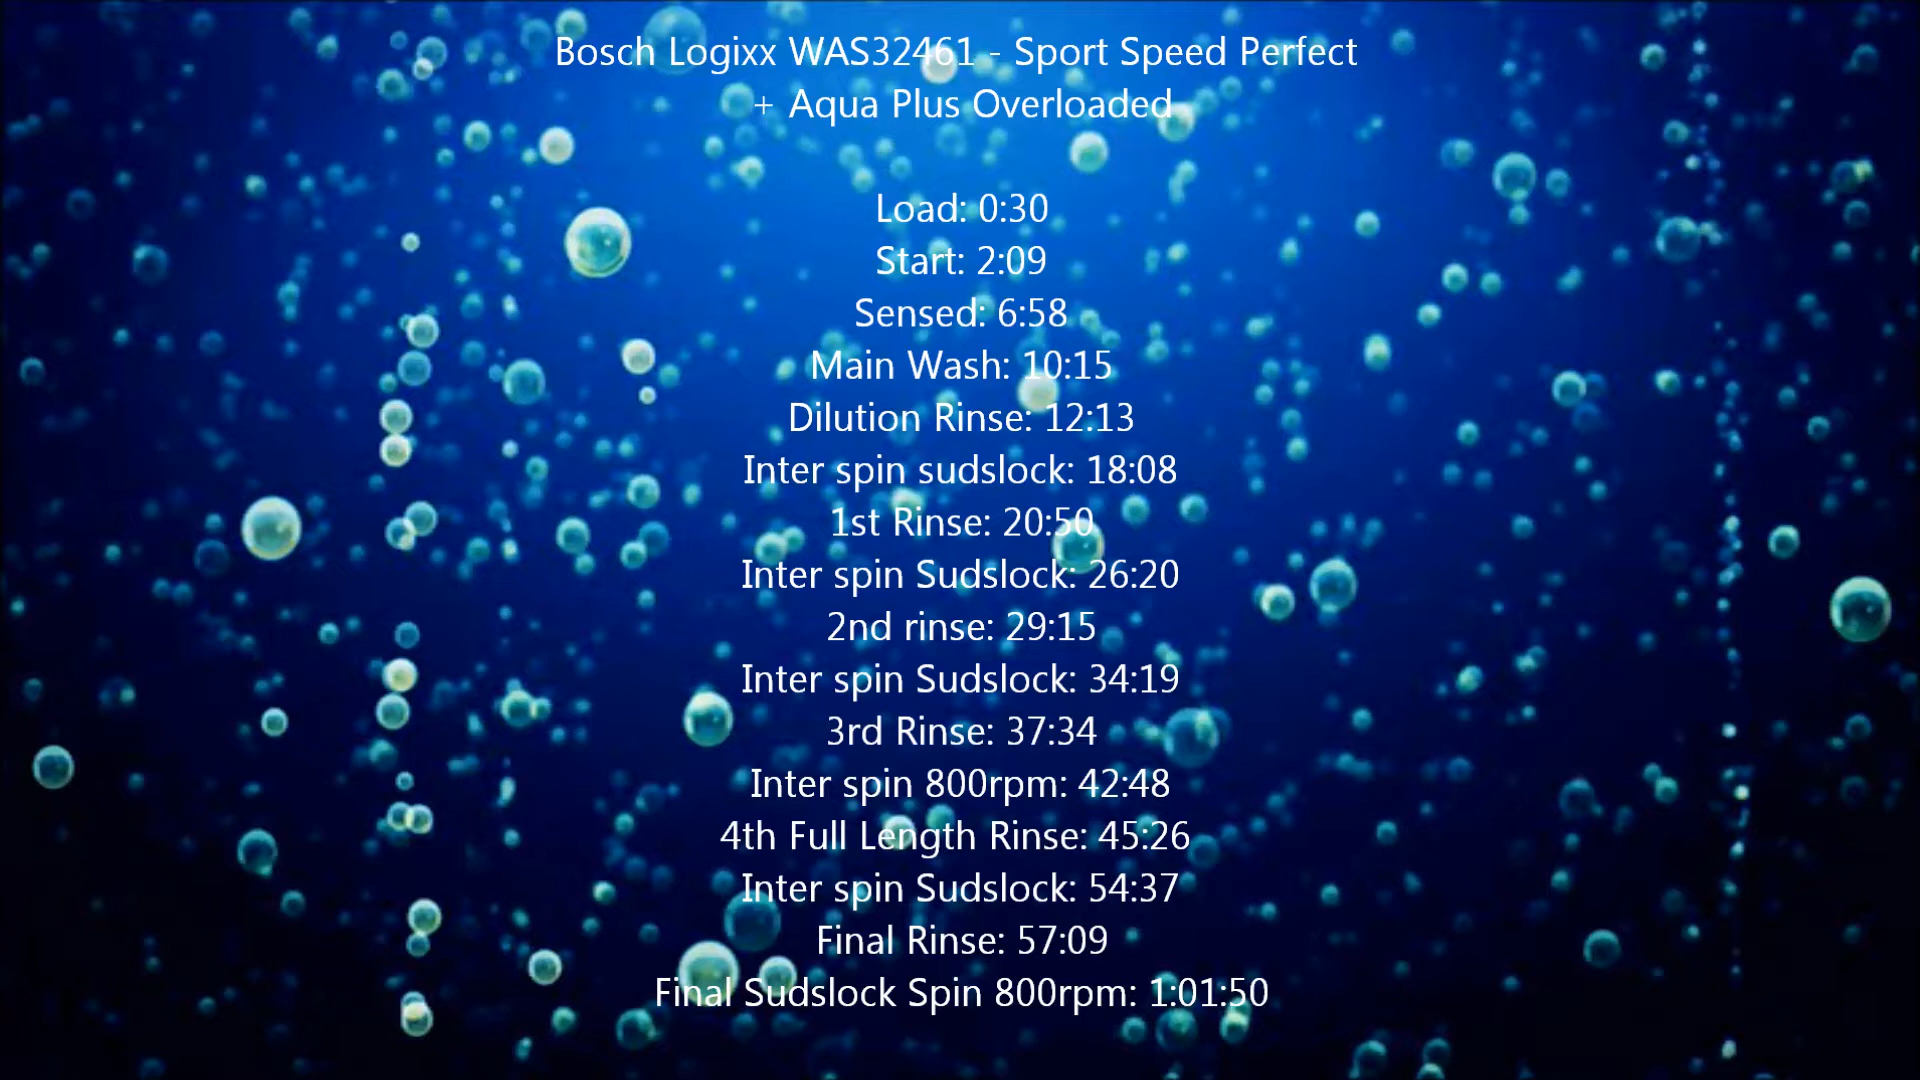 Bosch Logixx WAS32461 - Sport Speed Perfect
+ Aqua Plus Overloaded
Load: 0:30
Start: 2:09
Sensed: 6:58
Main Wash: 10:15
Dilution Rinse: 12:13
Inter spin sudslock: 18:08
1st Rinse: 20:50
Inter spin Sudslock: 26:20
2nd rinse: 29:15
Inter spin Sudslock: 34:19
3rd Rinse: 37:34
Inter spin 800rpm: 42:48
4th Full Length Rinse: 45:26
Inter spin Sudslock: 54:37
Final Rinse: 57:09
Final Sudslock Spin 800rpm: 1:01:50